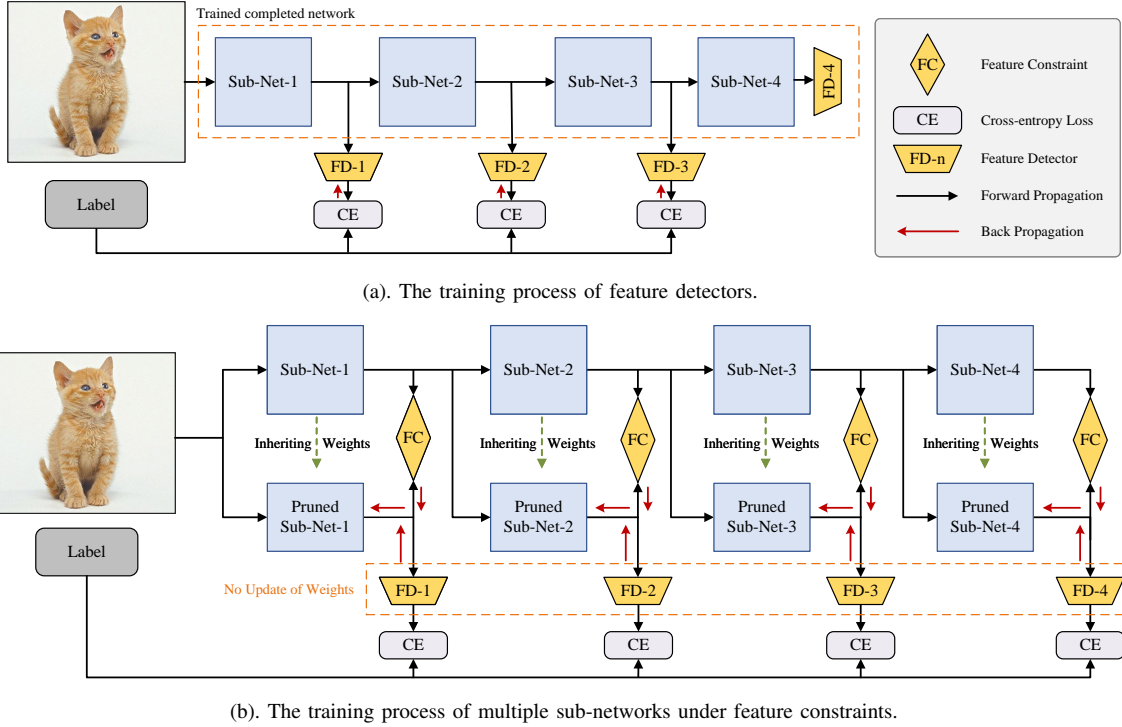 Trained completed network
Sub-Net-1
Sub-Net-2
Sub-Net-3
Sub-Net-4
FD-4
FD-1
FD-2
FD-3
Label
CE
CE
CE
FC
Feature Constraint
CE
Cross-entropy Loss
FD-n
Feature Detector
Forward Propagation
Back Propagation
(a). The training process of feature detectors.
Sub-Net-1
Sub-Net-2
Sub-Net-3
Sub-Net-4
Inheriting Weights
FC
Inheriting Weights
FC
Inheriting Weights
FC
Inheriting Weights
FC
Pruned
Sub-Net-1
Pruned
Sub-Net-2
Pruned
Sub-Net-3
Pruned
Sub-Net-4
Label
No Update of Weights
FD-1
FD-2
FD-3
FD-4
CE
CE
CE
CE
(b). The training process of multiple sub-networks under feature constraints.